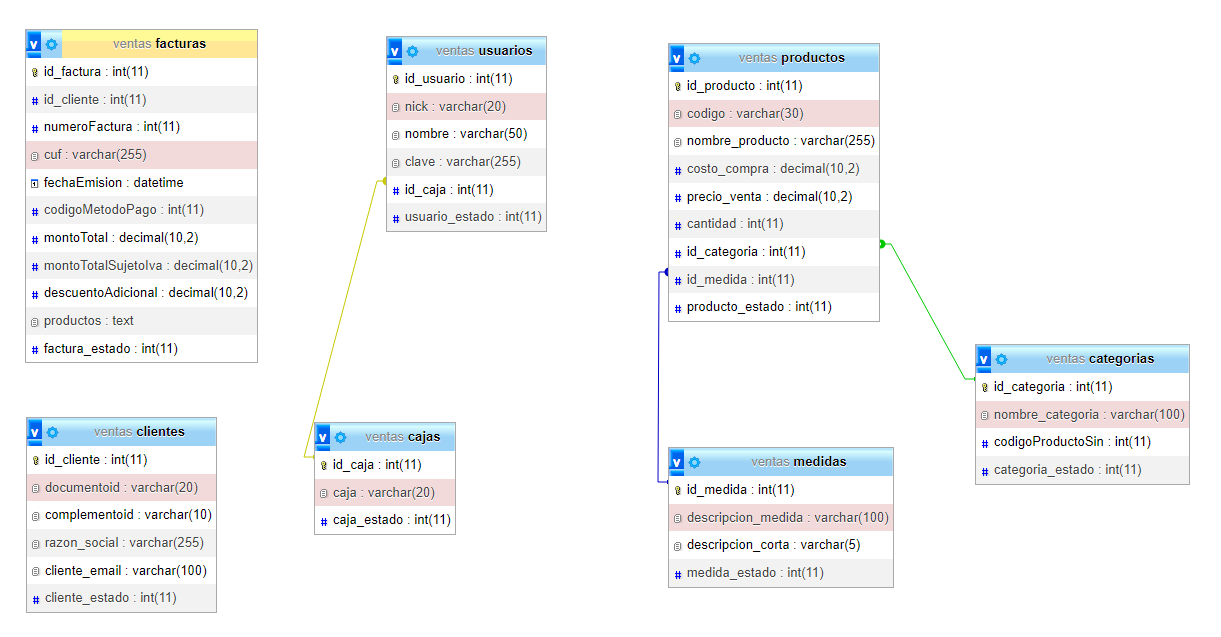 ventas facturas
id_factura : int(11)
id_cliente : int(11)
numeroFactura : int(11)
cuf : varchar(255)
fechaEmision : datetime
codigoMetodoPago : int(11)
montoTotal : decimal(10,2)
montoTotalSujetoIva : decimal(10,2)
descuentoAdicional : decimal(10,2)
productos : text
factura_estado : int(11)
ventas usuarios
id_usuario : int(11)
nick : varchar(20)
nombre : varchar(50)
clave : varchar(255)
id_caja : int(11)
usuario_estado : int(11)
ventas productos
id_producto : int(11)
codigo : varchar(30)
nombre_producto : varchar(255)
costo_compra : decimal(10,2)
precio_venta : decimal(10,2)
cantidad : int(11)
id_categoria : int(11)
id_medida : int(11)
producto_estado : int(11)
ventas categorias
id_categoria : int(11)
nombre_categoria : varchar(100)
codigoProductoSin : int(11)
categoria_estado : int(11)
ventas clientes
id_cliente : int(11)
documentoid : varchar(20)
complementoid : varchar(10)
razon_social : varchar(255)
cliente_email : varchar(100)
cliente_estado : int(11)
ventas cajas
id_caja : int(11)
caja : varchar(20)
caja_estado : int(11)
ventas medidas
id_medida : int(11)
descripcion_medida : varchar(100)
descripcion_corta : varchar(5)
medida_estado : int(11)